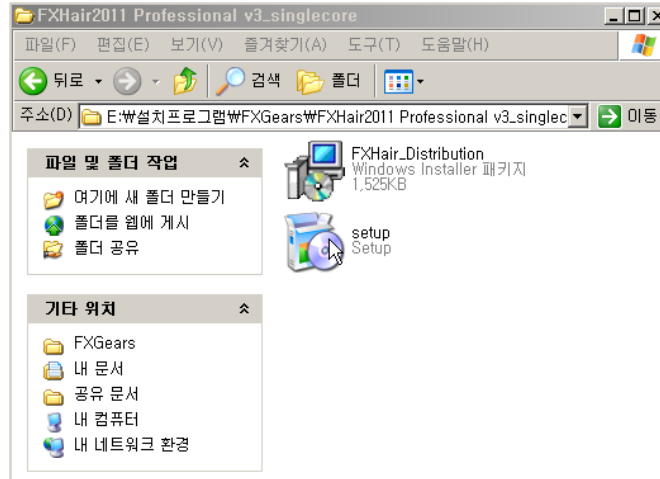 FXHair2011 Professional v3_singlecore
파일(F) 편집(E) 보기(V) 즐겨찾기(A) 도구(T) 도움말(H)
뒤로 검색 폴더
주소(D) E:₩설치프로그램₩FXGears₩FXHair2011 Professional v3_singlec 이동
파일 및 폴더 작업
여기에 새 폴더 만들기
폴더를 웹에 게시
폴더 공유
기타 위치
FXGears
내 문서
공유 문서
내 컴퓨터
내 네트워크 환경
FXHair_Distribution
Windows Installer 패키지
1,525KB
setup
Setup